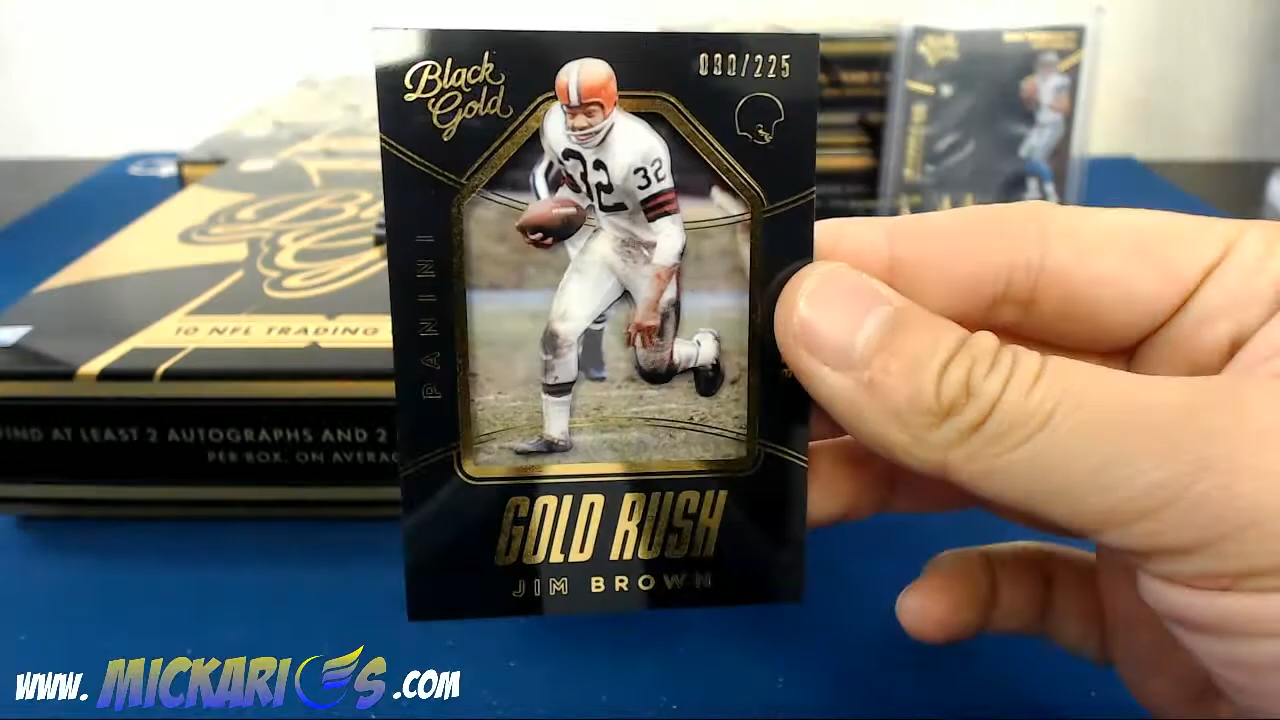 Black
Gold
/225
32
32
PANINI
GOLD RUSH
JIM BROWN
10 NFL TRADING
FIND AT LEAST 2 AUTOGRAPHS AND 2
PER BOX, ON AVERAG
www.MICKARIES.COM